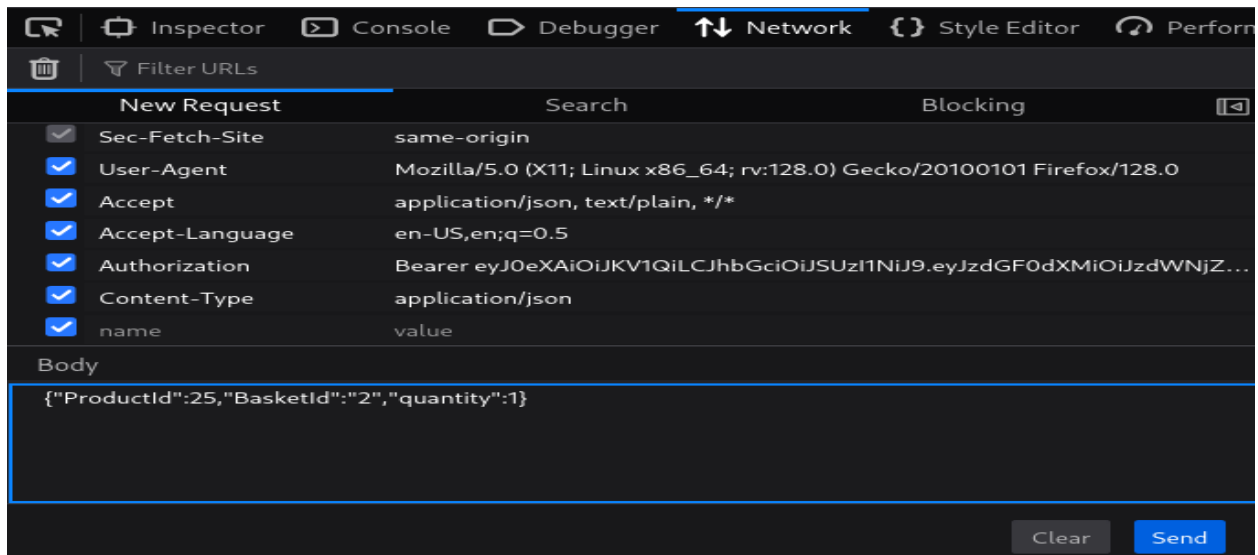 Inspector Console Debugger Network Style Editor Perform
Filter URLs
New Request Search Blocking
Sec-Fetch-Site same-origin
User-Agent Mozilla/5.0 (X11; Linux x86_64; rv:128.0) Gecko/20100101 Firefox/128.0
Accept application/json, text/plain, */*
Accept-Language en-US,en;q=0.5
Authorization Bearer eyJ0eXAiOiJKV1QiLCJhbGciOiJSUzI1NiJ9.eyJzdGF0dXMiOiJzdWNjZ...
Content-Type application/json
name value
Body
{"ProductId":25,"BasketId":"2","quantity":1}
Clear Send